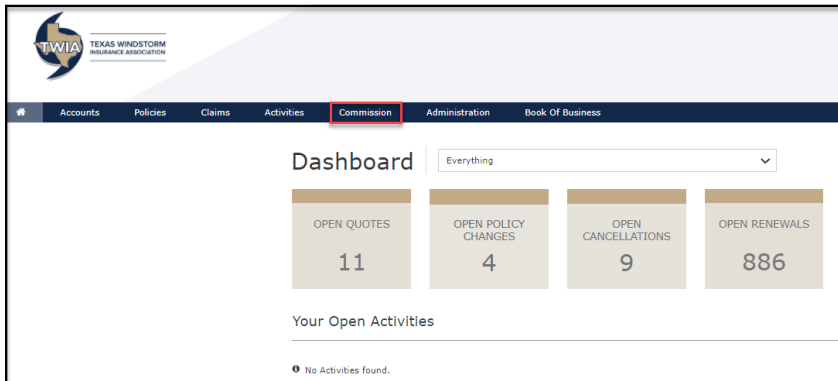 TWIA
TEXAS WINDSTORM
INSURANCE ASSOCIATION
Accounts Policies Claims Activities Commission Administration Book Of Business
Dashboard Everything
OPEN QUOTES
11
OPEN POLICY
CHANGES
4
OPEN
CANCELLATIONS
9
OPEN RENEWALS
886
Your Open Activities
No Activities found.